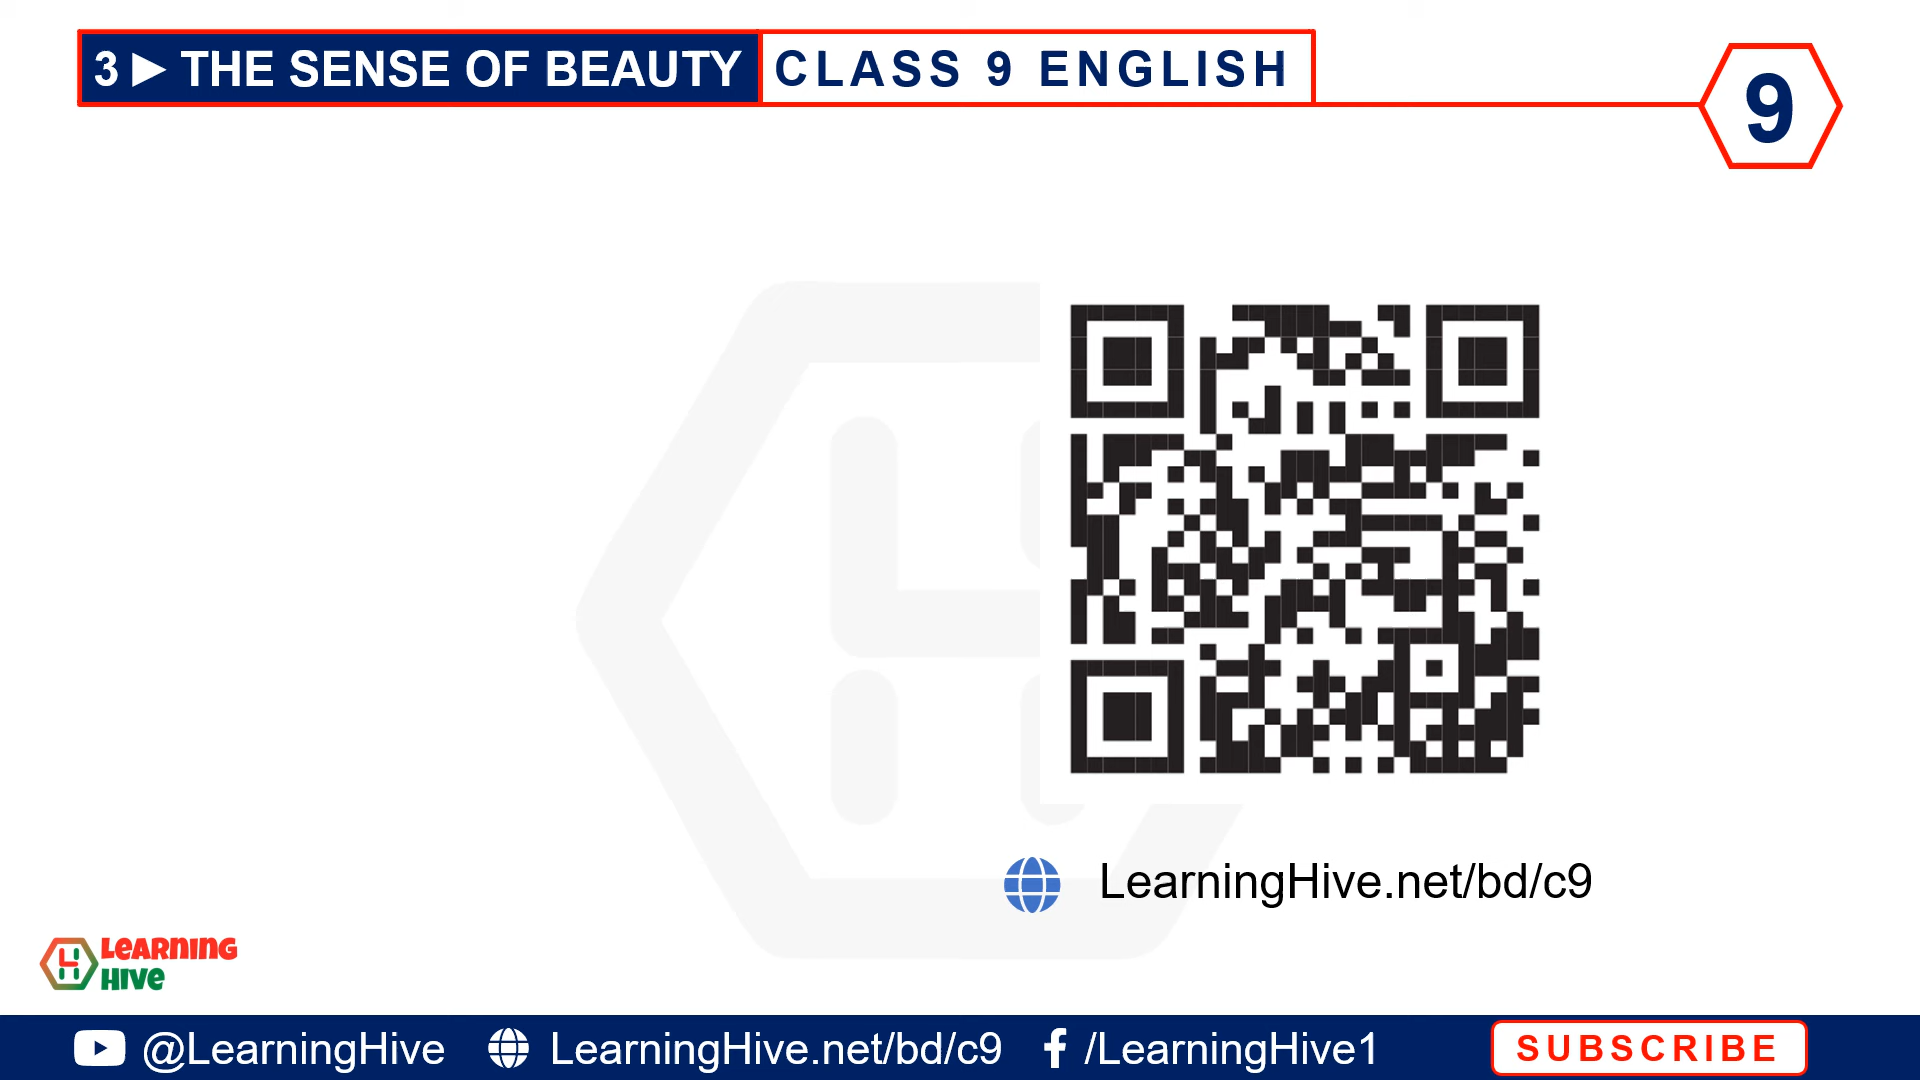 3 ▶ THE SENSE OF BEAUTY CLASS 9 ENGLISH
9
LearningHive.net/bd/c9
LeARNING
HIVe
@LearningHive LearningHive.net/bd/c9 /LearningHive1 SUBSCRIBE